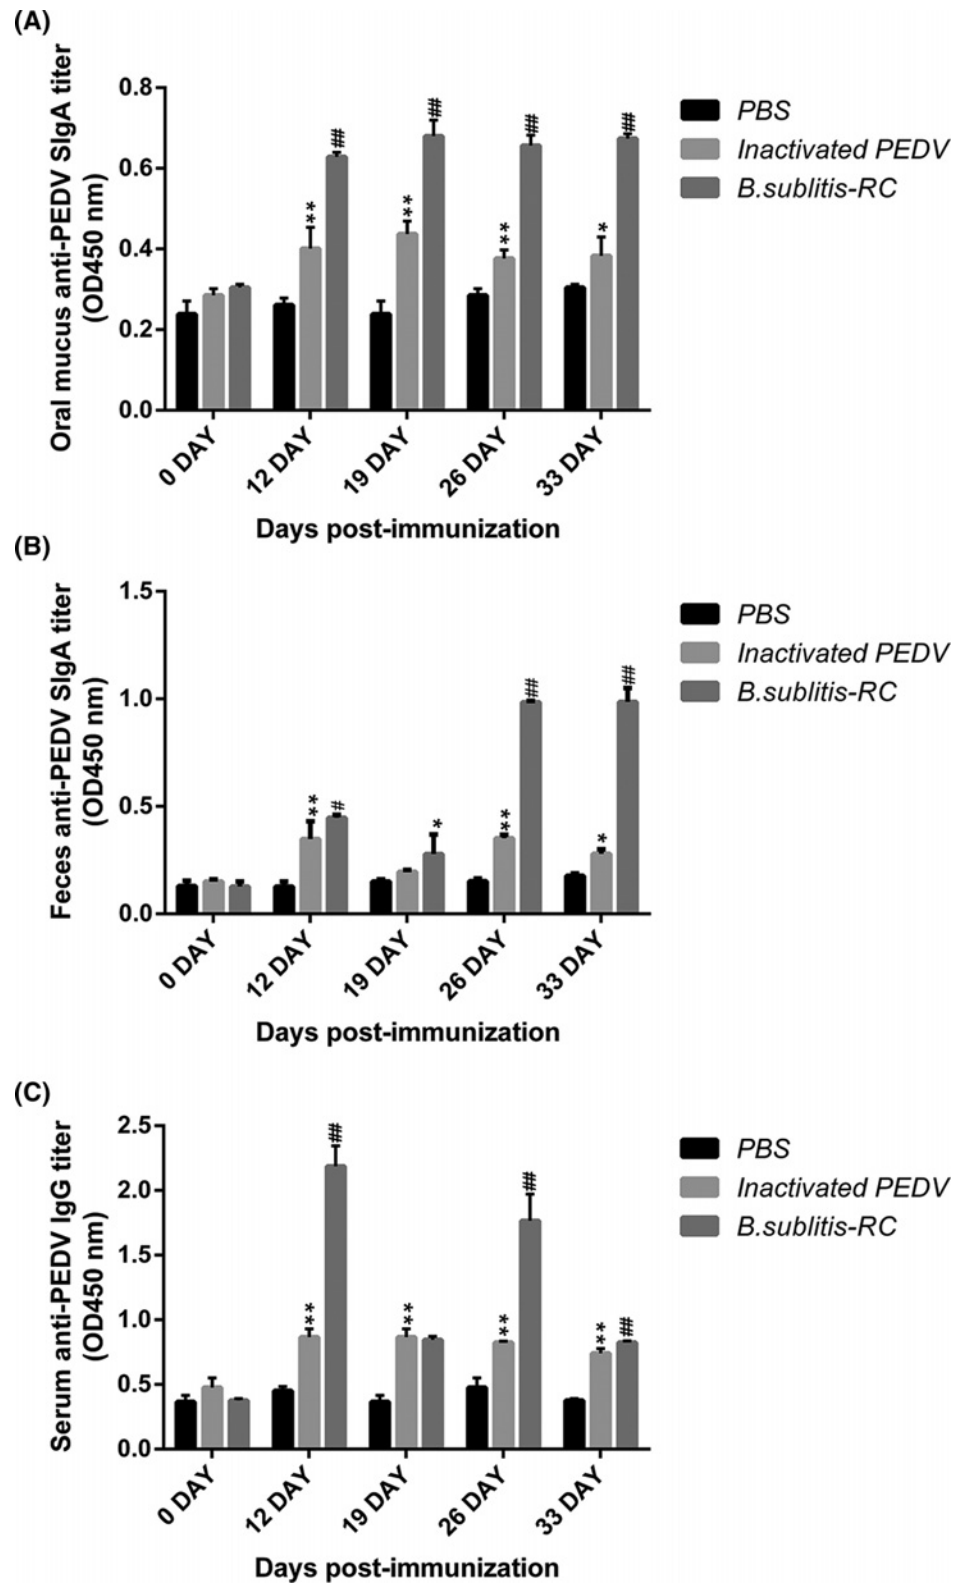 (A)
Oral mucus anti-PEDV SIgA titer
(OD450 nm)
0.8
0.6
0.4
0.2
0.0
**
##
**
##
**
##
*
##
0 DAY
12 DAY
19 DAY
26 DAY
33 DAY
Days post-immunization
PBS
Inactivated PEDV
B.sublitis-RC
(B)
Feces anti-PEDV SIgA titer
(OD450 nm)
1.5
1.0
0.5
0.0
**
#
*
**
##
*
##
0 DAY
12 DAY
19 DAY
26 DAY
33 DAY
Days post-immunization
PBS
Inactivated PEDV
B.sublitis-RC
(C)
Serum anti-PEDV IgG titer
(OD450 nm)
2.5
2.0
1.5
1.0
0.5
0.0
**
##
**
**
##
**
##
0 DAY
12 DAY
19 DAY
26 DAY
33 DAY
Days post-immunization
PBS
Inactivated PEDV
B.sublitis-RC